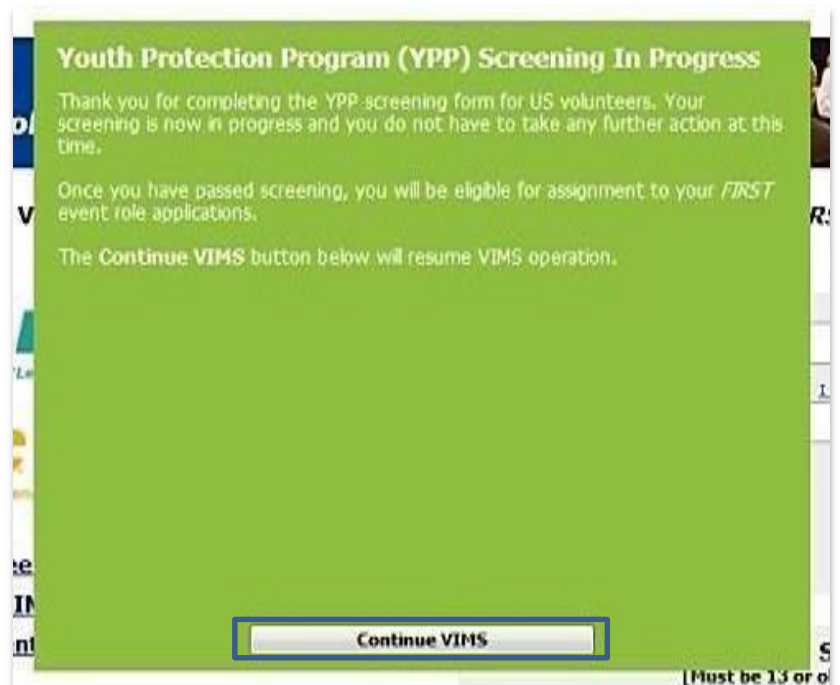 Youth Protection Program (YPP) Screening In Progress
Thank you for completing the YPP screening form for US volunteers. Your
screening is now in progress and you do not have to take any further action at this
time.
Once you have passed screening, you will be eligible for assignment to your FIRST
event role applications.
The Continue VIMS button below will resume VIMS operation.
Continue VIMS
[Must be 13 or